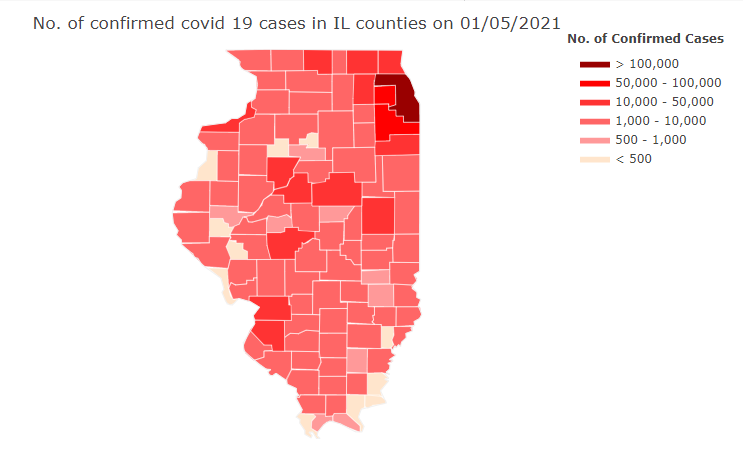 No. of confirmed covid 19 cases in IL counties on 01/05/2021
No. of Confirmed Cases
> 100,000
50,000 - 100,000
10,000 - 50,000
1,000 - 10,000
500 - 1,000
< 500